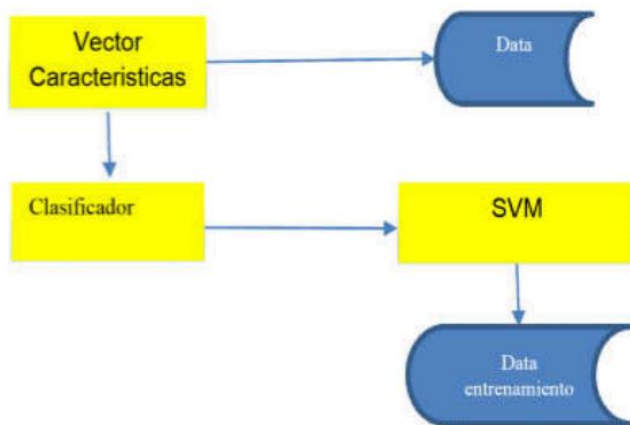 Vector
Caracteristicas
Data
Clasificador
SVM
Data
entrenamiento